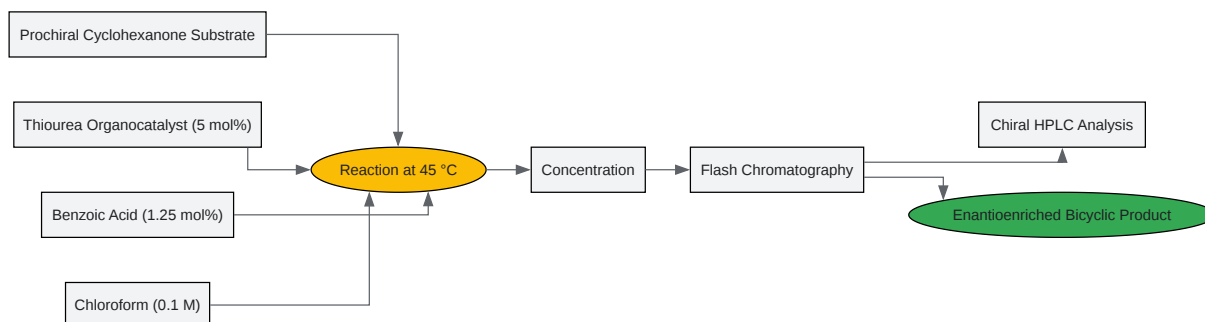 Prochiral Cyclohexanone Substrate
Thiourea Organocatalyst (5 mol%)
Chiral HPLC Analysis
Reaction at 45 °C
Concentration
Flash Chromatography
Benzoic Acid (1.25 mol%)
Enantioenriched Bicyclic Product
Chloroform (0.1 M)